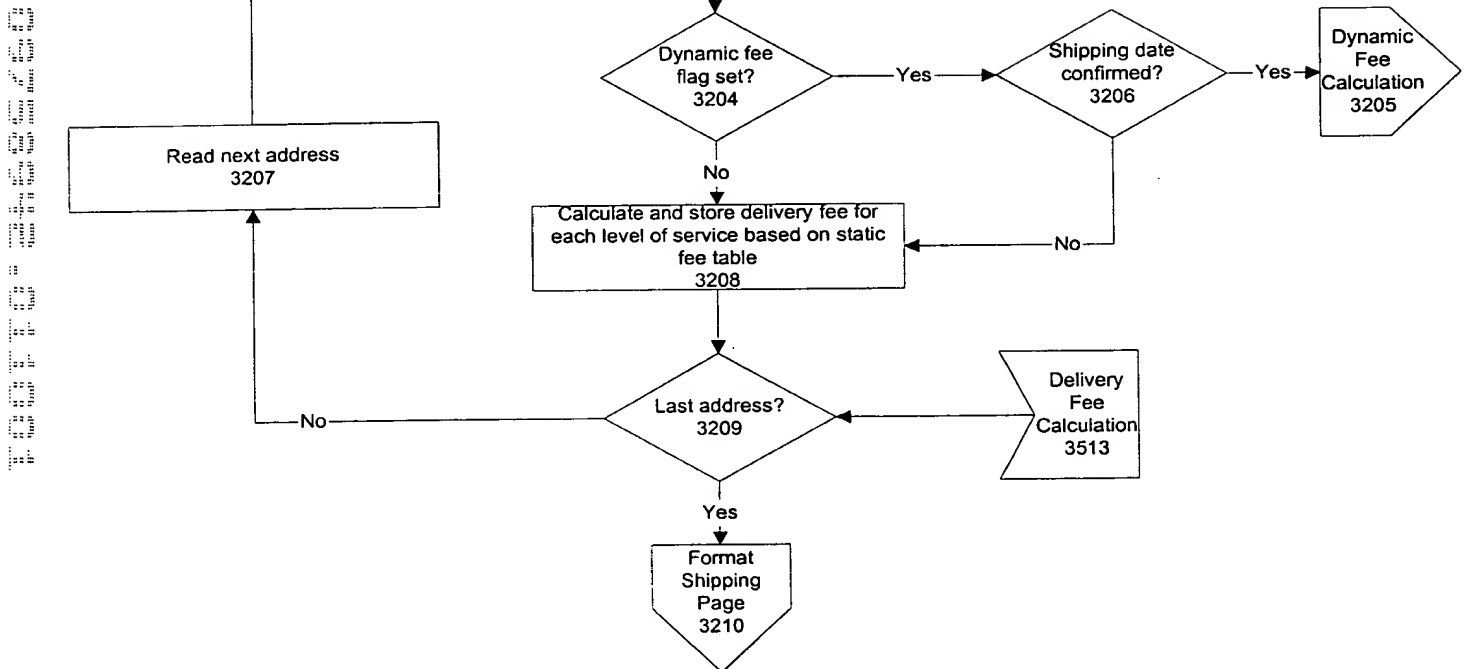 Dynamic fee
flag set?
3204
Yes
Shipping date
confirmed?
3206
Yes
Dynamic
Fee
Calculation
3205
Read next address
3207
No
Calculate and store delivery fee for
each level of service based on static
fee table
3208
No
Last address?
3209
Delivery
Fee
Calculation
3513
No
Yes
Format
Shipping
Page
3210